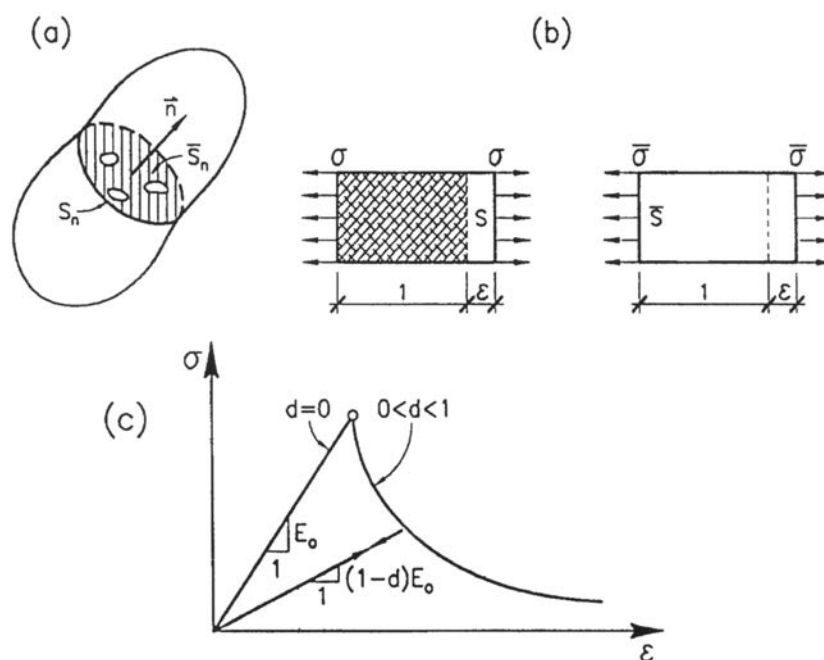 (a)
n⃗
S̅ₙ
Sₙ
(b)
σ σ
S
1 ε
σ̅ σ̅
S̅
1 ε
(c)
σ
d=0
0<d<1
E₀
1
(1-d)E₀
1
ε